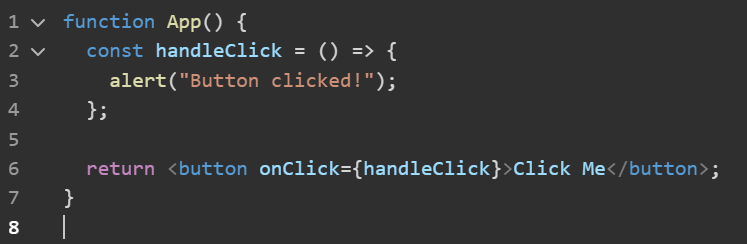 1 function App() {
2   const handleClick = () => {
3     alert("Button clicked!");
4   };
5
6   return <button onClick={handleClick}>Click Me</button>;
7 }
8